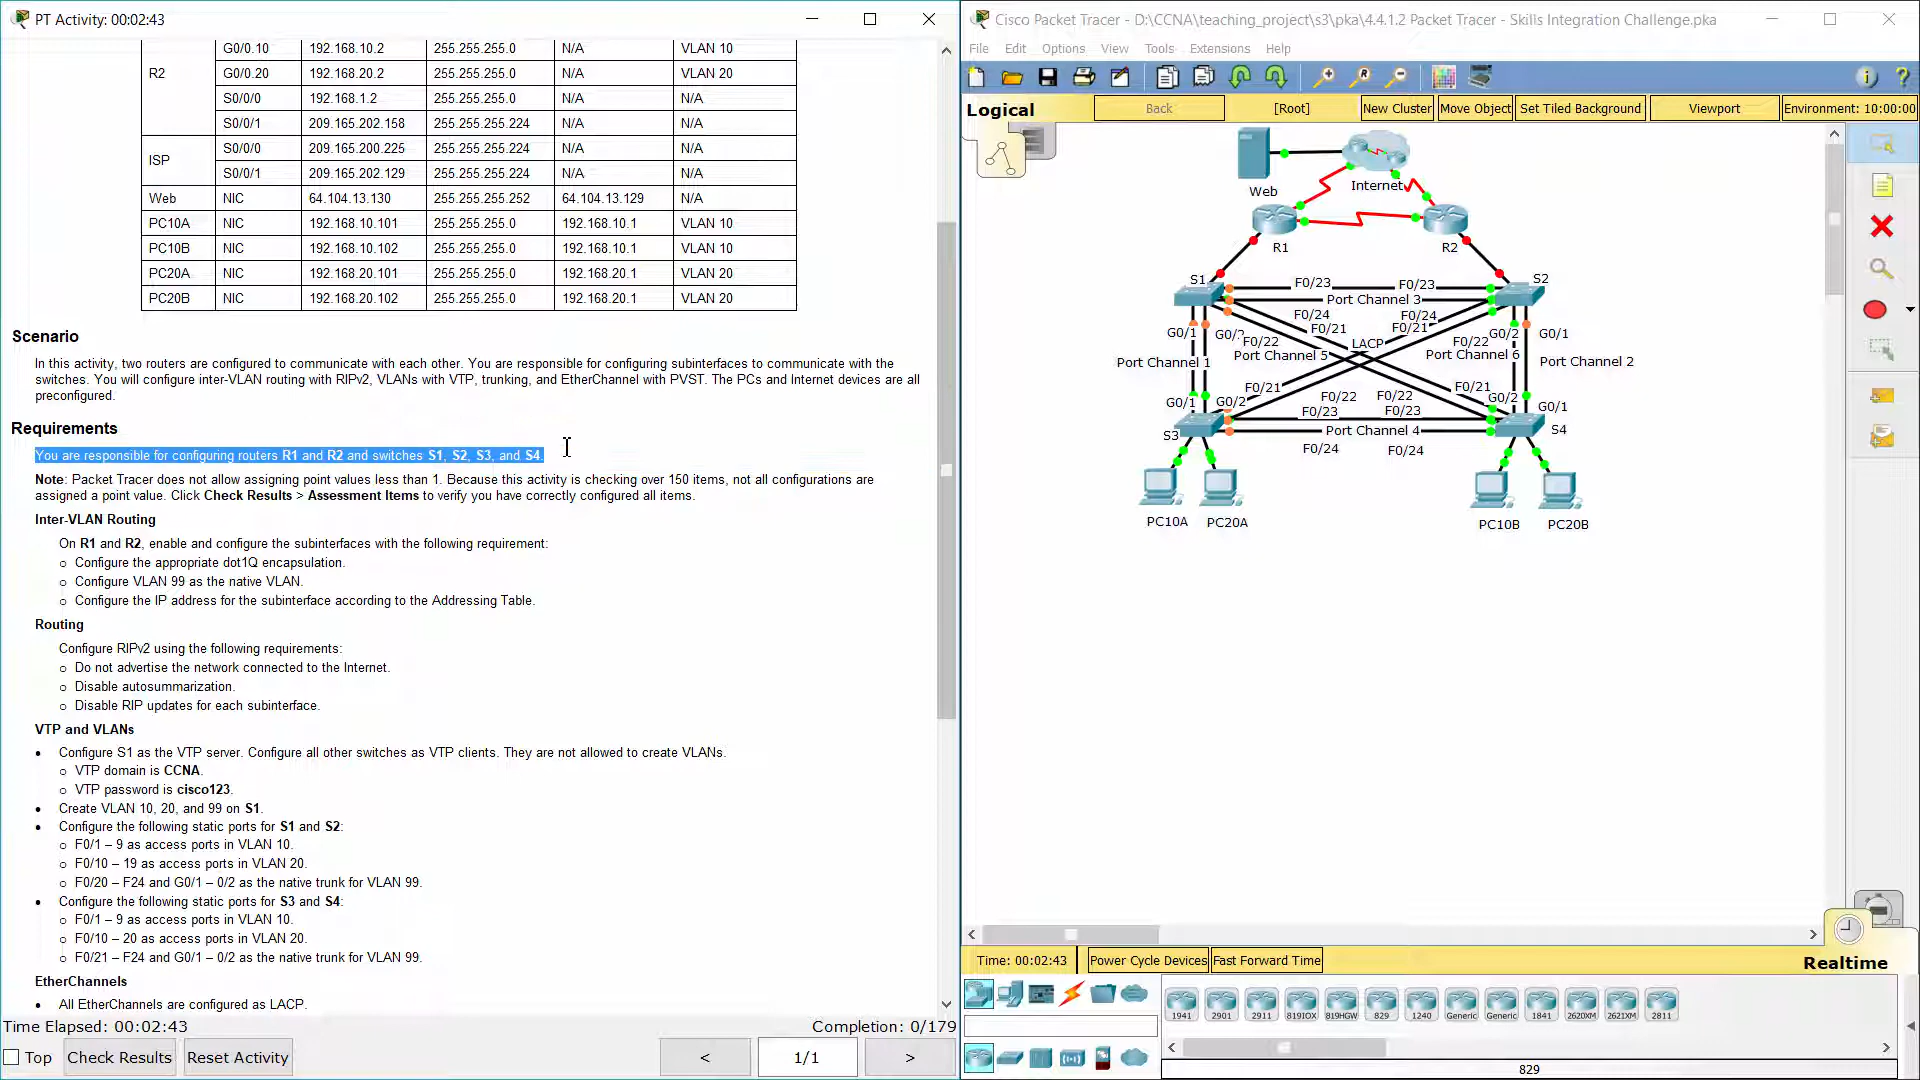 PT Activity: 00:02:43
R2
G0/0.10 192.168.10.2 255.255.255.0 N/A VLAN 10
G0/0.20 192.168.20.2 255.255.255.0 N/A VLAN 20
S0/0/0 192.168.1.2 255.255.255.0 N/A N/A
S0/0/1 209.165.202.158 255.255.255.224 N/A N/A
ISP
S0/0/0 209.165.200.225 255.255.255.224 N/A N/A
S0/0/1 209.165.202.129 255.255.255.224 N/A N/A
Web NIC 64.104.13.130 255.255.255.252 64.104.13.129 N/A
PC10A NIC 192.168.10.101 255.255.255.0 192.168.10.1 VLAN 10
PC10B NIC 192.168.10.102 255.255.255.0 192.168.10.1 VLAN 10
PC20A NIC 192.168.20.101 255.255.255.0 192.168.20.1 VLAN 20
PC20B NIC 192.168.20.102 255.255.255.0 192.168.20.1 VLAN 20
Scenario
In this activity, two routers are configured to communicate with each other. You are responsible for configuring subinterfaces to communicate with the
switches. You will configure inter-VLAN routing with RIPv2, VLANs with VTP, trunking, and EtherChannel with PVST. The PCs and Internet devices are all
preconfigured.
Requirements
You are responsible for configuring routers R1 and R2 and switches S1, S2, S3, and S4.
Note: Packet Tracer does not allow assigning point values less than 1. Because this activity is checking over 150 items, not all configurations are
assigned a point value. Click Check Results > Assessment Items to verify you have correctly configured all items.
Inter-VLAN Routing
On R1 and R2, enable and configure the subinterfaces with the following requirement:
o Configure the appropriate dot1Q encapsulation.
o Configure VLAN 99 as the native VLAN.
o Configure the IP address for the subinterface according to the Addressing Table.
Routing
Configure RIPv2 using the following requirements:
o Do not advertise the network connected to the Internet.
o Disable autosummarization.
o Disable RIP updates for each subinterface.
VTP and VLANs
• Configure S1 as the VTP server. Configure all other switches as VTP clients. They are not allowed to create VLANs.
o VTP domain is CCNA.
o VTP password is cisco123.
• Create VLAN 10, 20, and 99 on S1.
• Configure the following static ports for S1 and S2:
o F0/1 – 9 as access ports in VLAN 10.
o F0/10 – 19 as access ports in VLAN 20.
o F0/20 – F24 and G0/1 – 0/2 as the native trunk for VLAN 99.
• Configure the following static ports for S3 and S4:
o F0/1 – 9 as access ports in VLAN 10.
o F0/10 – 20 as access ports in VLAN 20.
o F0/21 – F24 and G0/1 – 0/2 as the native trunk for VLAN 99.
EtherChannels
• All EtherChannels are configured as LACP.
Time Elapsed: 00:02:43 Completion: 0/179
Top Check Results Reset Activity < 1/1 >
Cisco Packet Tracer - D:\CCNA\teaching_project\s3\pka\4.4.1.2 Packet Tracer - Skills Integration Challenge.pka
File Edit Options View Tools Extensions Help
Logical Back [Root] New Cluster Move Object Set Tiled Background Viewport Environment: 10:00:00
Web Internet
R1 R2
S1 F0/23 F0/23 S2
Port Channel 3
F0/24 F0/24
F0/21 F0/21
G0/1 G0/2 F0/22 LACP F0/22 G0/2 G0/1
Port Channel 1 Port Channel 5 Port Channel 6 Port Channel 2
F0/21 F0/21
G0/1 G0/2 F0/22 F0/22 G0/2 G0/1
F0/23 F0/23
S3 Port Channel 4 S4
F0/24 F0/24
PC10A PC20A PC10B PC20B
Time: 00:02:43 Power Cycle Devices Fast Forward Time Realtime
1941 2901 2911 819IOX 819HGW 829 1240 Generic Generic 1841 2620XM 2621XM 2811
829